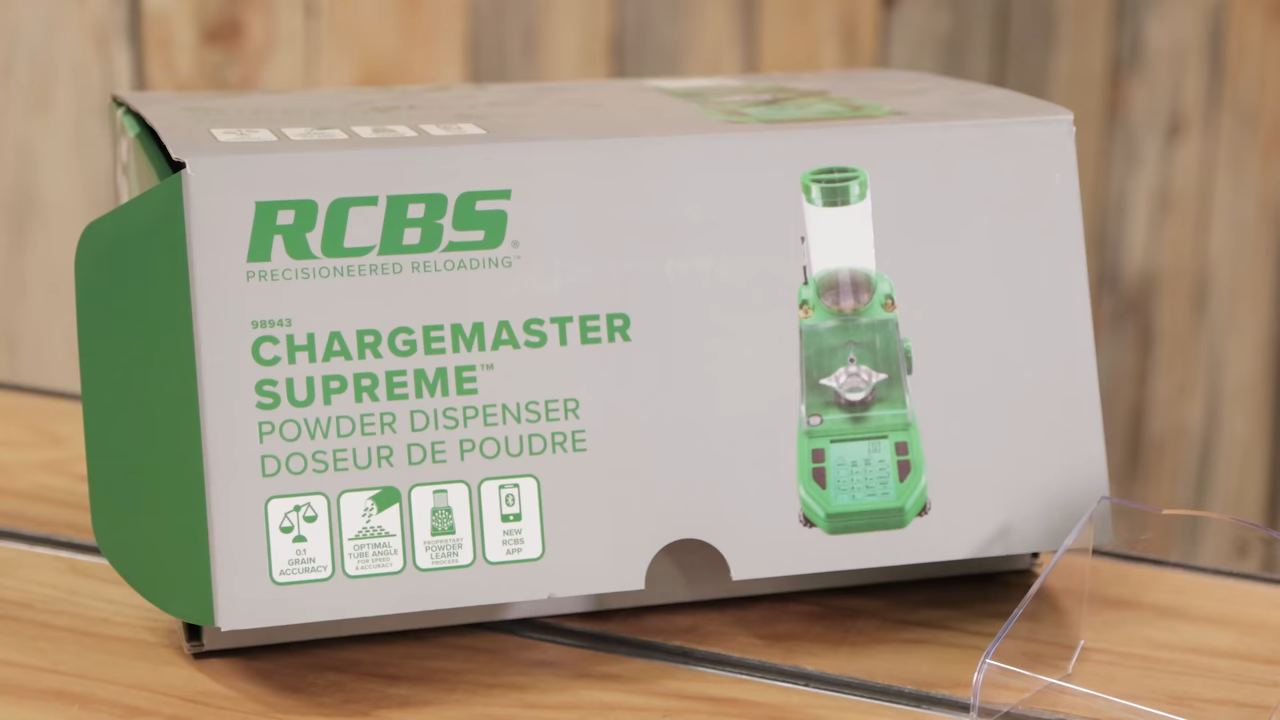 RCBS®
PRECISIONEERED RELOADING™
98943
CHARGEMASTER
SUPREME™
POWDER DISPENSER
DOSEUR DE POUDRE
0.1
GRAIN
ACCURACY
OPTIMAL
TUBE ANGLE
FOR SPEED
& ACCURACY
PROPRIETARY
POWDER
LEARN
PROCESS
NEW
RCBS
APP